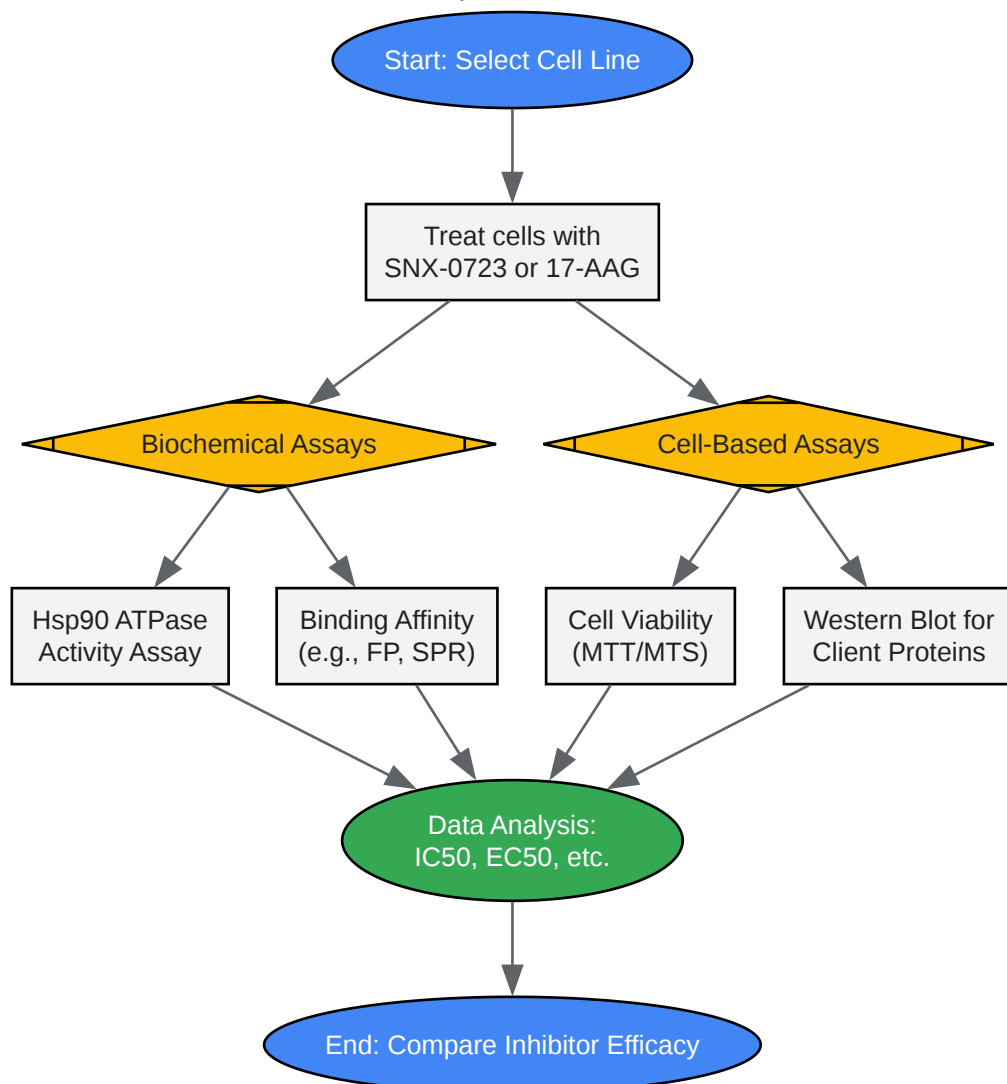 Start: Select Cell Line
Treat cells with
SNX-0723 or 17-AAG
Biochemical Assays
Cell-Based Assays
Hsp90 ATPase
Activity Assay
Binding Affinity
(e.g., FP, SPR)
Cell Viability
(MTT/MTS)
Western Blot for
Client Proteins
Data Analysis:
IC50, EC50, etc.
End: Compare Inhibitor Efficacy